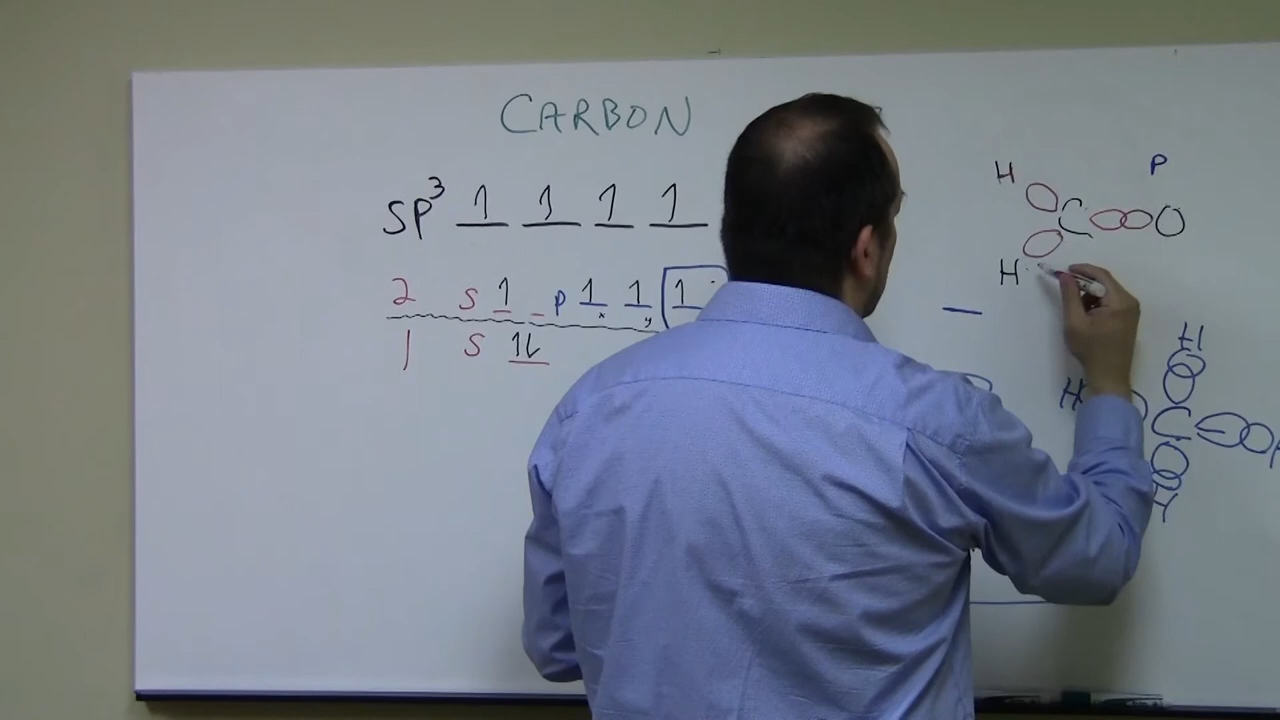 CARBON
SP³ 1 1 1 1
2 S 1 P 1 1 1
x y
1 S 1L
P
H
C O
H
H
H C
H